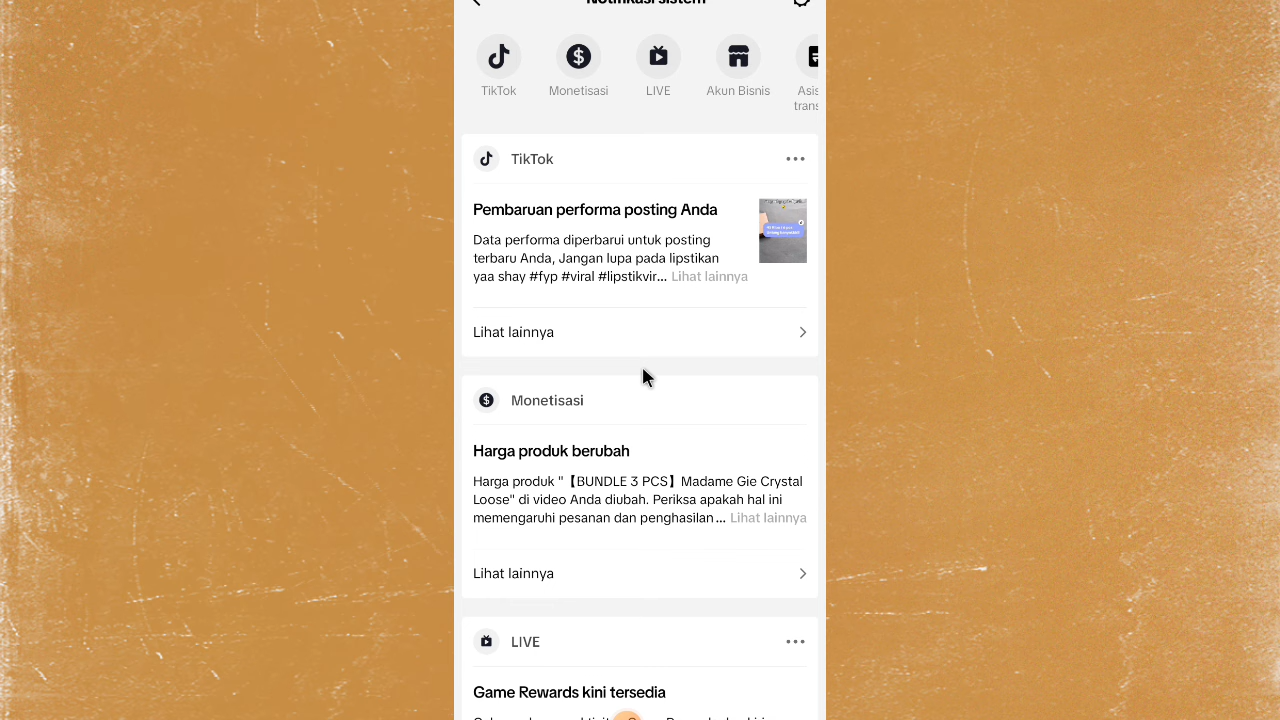 Notifikasi sistem
TikTok
Monetisasi
LIVE
Akun Bisnis
Asis
trans
TikTok
Pembaruan performa posting Anda
Data performa diperbarui untuk posting
terbaru Anda, Jangan lupa pada lipstikan
yaa shay #fyp #viral #lipstikvir... Lihat lainnya
Lihat lainnya
Monetisasi
Harga produk berubah
Harga produk "【BUNDLE 3 PCS】Madame Gie Crystal
Loose" di video Anda diubah. Periksa apakah hal ini
memengaruhi pesanan dan penghasilan ... Lihat lainnya
Lihat lainnya
LIVE
Game Rewards kini tersedia